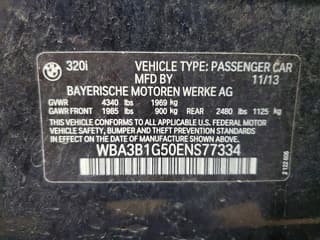 BMW
320i
VEHICLE TYPE: PASSENGER CAR
MFD BY 11/13
BAYERISCHE MOTOREN WERKE AG
GVWR 4340 lbs 1969 kg
GAWR FRONT 1985 lbs 900 kg REAR 2480 lbs 1125 kg
THIS VEHICLE CONFORMS TO ALL APPLICABLE U.S. FEDERAL MOTOR
VEHICLE SAFETY, BUMPER AND THEFT PREVENTION STANDARDS
IN EFFECT ON THE DATE OF MANUFACTURE SHOWN ABOVE.
WBA3B1G50ENS77334